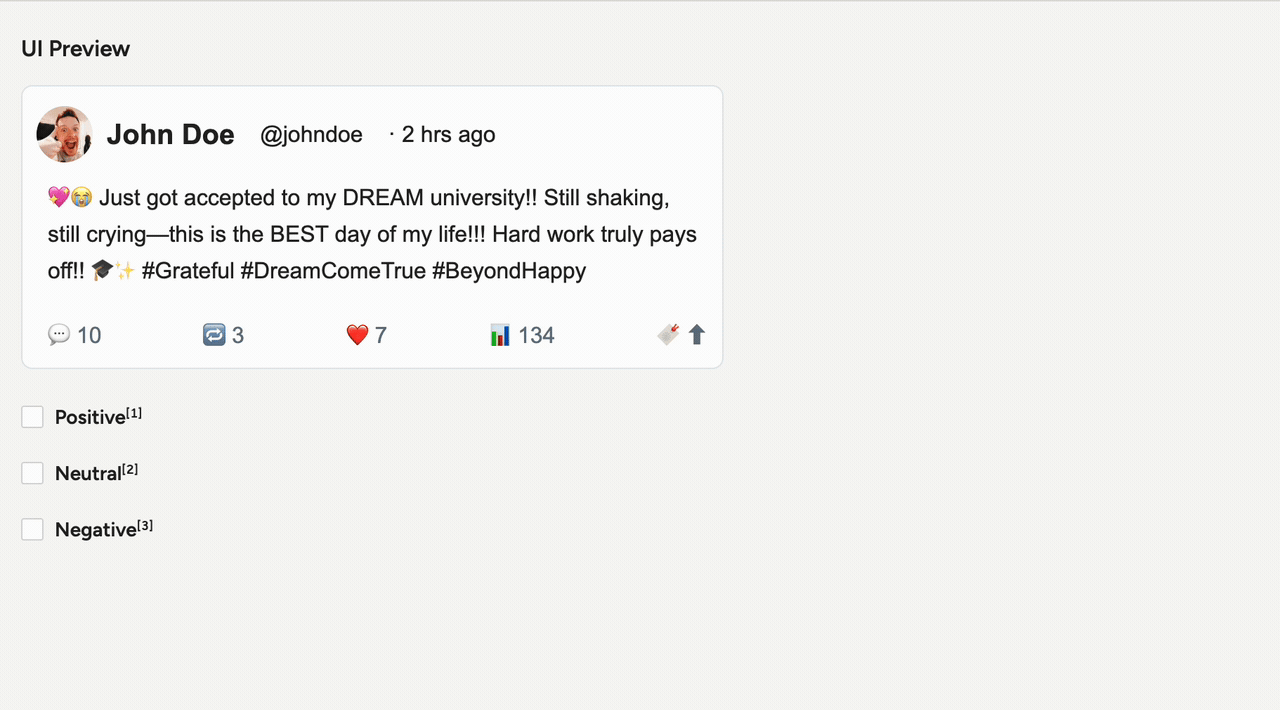 UI Preview
John Doe @johndoe · 2 hrs ago
💖😭 Just got accepted to my DREAM university!! Still shaking,
still crying—this is the BEST day of my life!!! Hard work truly pays
off!! 🎓✨ #Grateful #DreamComeTrue #BeyondHappy
💬 10 🔁 3 ❤️ 7 📊 134 🔖 ⬆
Positive[1]
Neutral[2]
Negative[3]